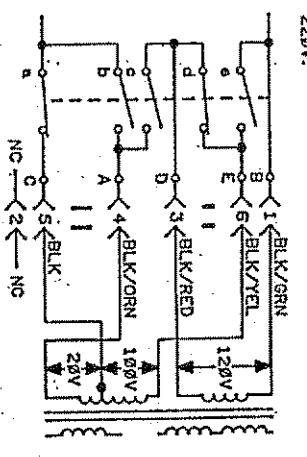 220V.
a
b
c
d
e
NC
C
A
D
E
B
2
5
4
3
6
1
NC
BLK
BLK/ORN
BLK/RED
BLK/YEL
BLK/GRN
20V
100V
120V